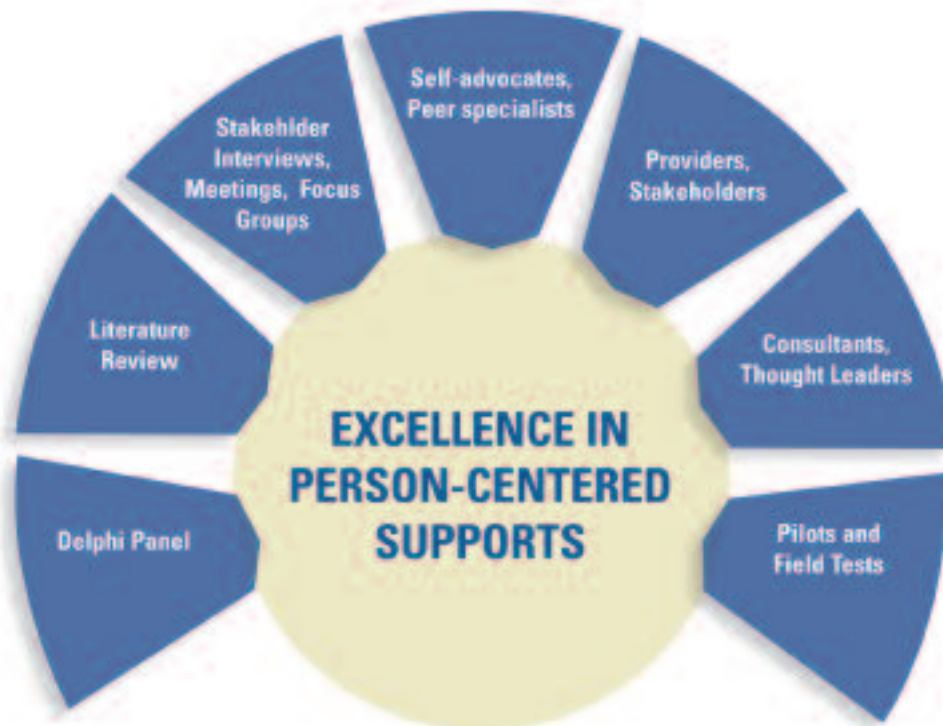 Self-advocates,
Peer specialists
Stakehlder
Interviews,
Meetings, Focus
Groups
Providers,
Stakeholders
Literature
Review
Consultants,
Thought Leaders
EXCELLENCE IN
PERSON-CENTERED
SUPPORTS
Delphi Panel
Pilots and
Field Tests